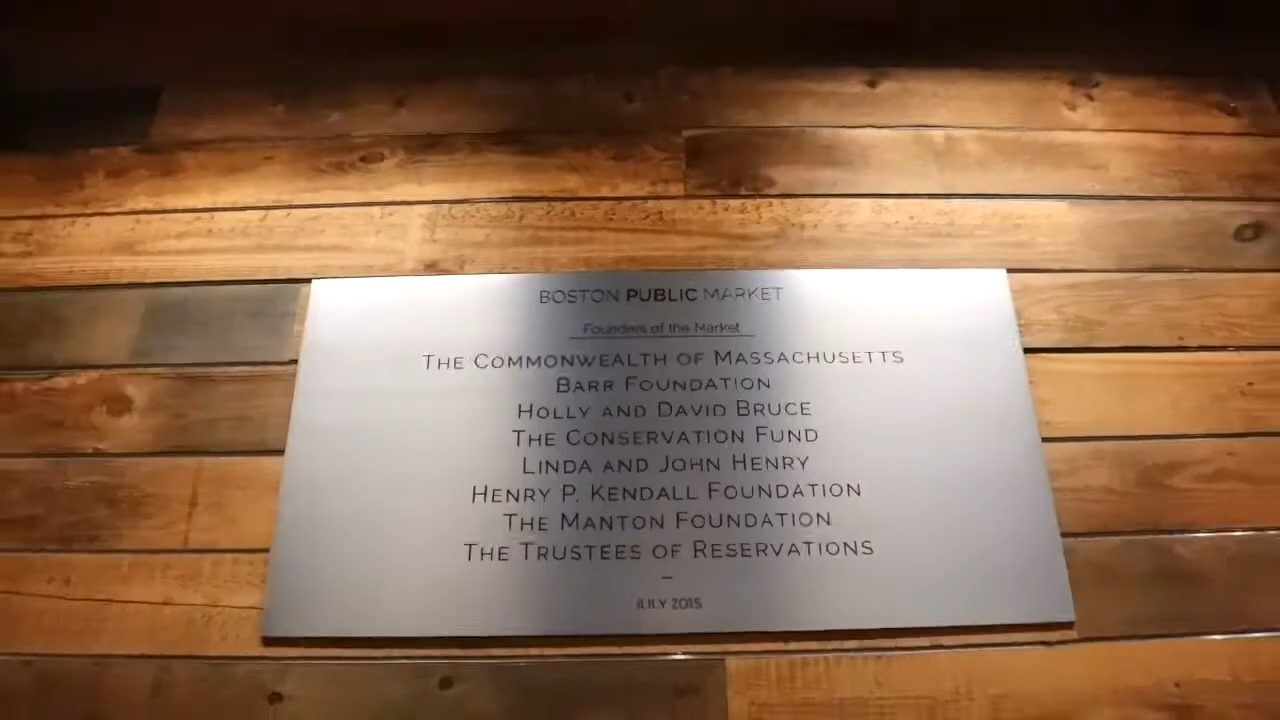 BOSTON PUBLIC MARKET
Founders of the Market
THE COMMONWEALTH OF MASSACHUSETTS
BARR FOUNDATION
HOLLY AND DAVID BRUCE
THE CONSERVATION FUND
LINDA AND JOHN HENRY
HENRY P. KENDALL FOUNDATION
THE MANTON FOUNDATION
THE TRUSTEES OF RESERVATIONS
–
JULY 2015